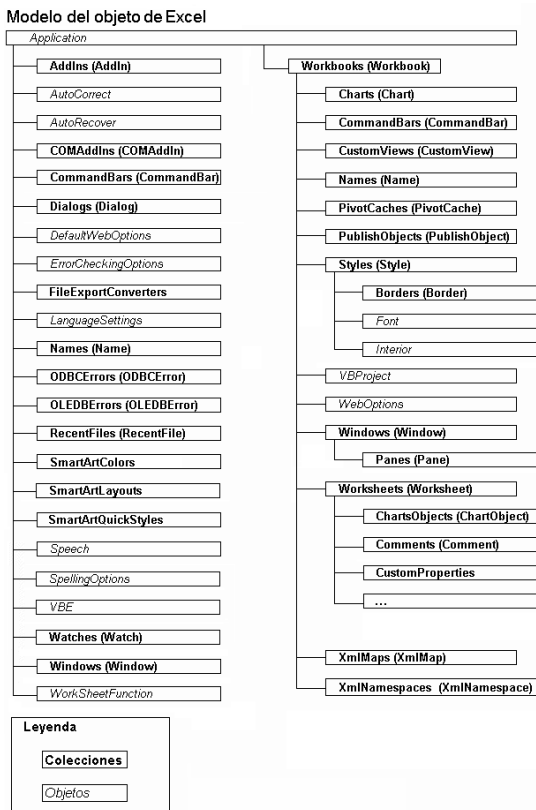 Modelo del objeto de Excel
Application
AddIns (AddIn)
AutoCorrect
AutoRecover
COMAddIns (COMAddIn)
CommandBars (CommandBar)
Dialogs (Dialog)
DefaultWebOptions
ErrorCheckingOptions
FileExportConverters
LanguageSettings
Names (Name)
ODBCErrors (ODBCError)
OLEDBErrors (OLEDBError)
RecentFiles (RecentFile)
SmartArtColors
SmartArtLayouts
SmartArtQuickStyles
Speech
SpellingOptions
VBE
Watches (Watch)
Windows (Window)
WorkSheetFunction
Workbooks (Workbook)
Charts (Chart)
CommandBars (CommandBar)
CustomViews (CustomView)
Names (Name)
PivotCaches (PivotCache)
PublishObjects (PublishObject)
Styles (Style)
Borders (Border)
Font
Interior
VBProject
WebOptions
Windows (Window)
Panes (Pane)
Worksheets (Worksheet)
ChartsObjects (ChartObject)
Comments (Comment)
CustomProperties
...
XmlMaps (XmlMap)
XmlNamespaces (XmlNamespace)
Leyenda
Colecciones
Objetos